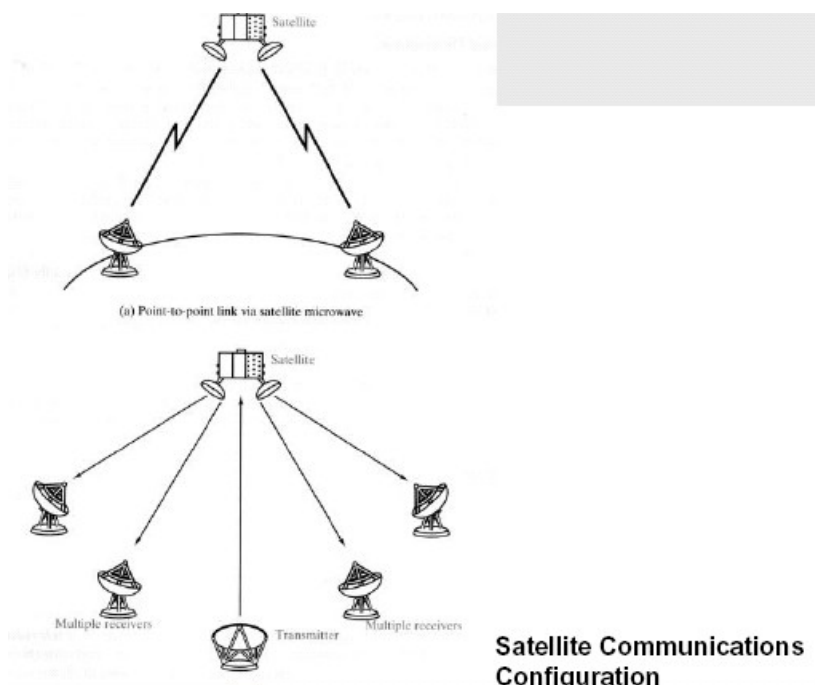 Satellite
(a) Point-to-point link via satellite microwave
Satellite
Multiple receivers
Transmitter
Multiple receivers
Satellite Communications
Configuration